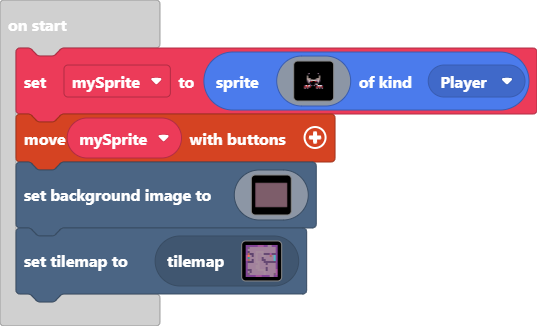 on start
set mySprite to sprite of kind Player
move mySprite with buttons
set background image to
set tilemap to tilemap